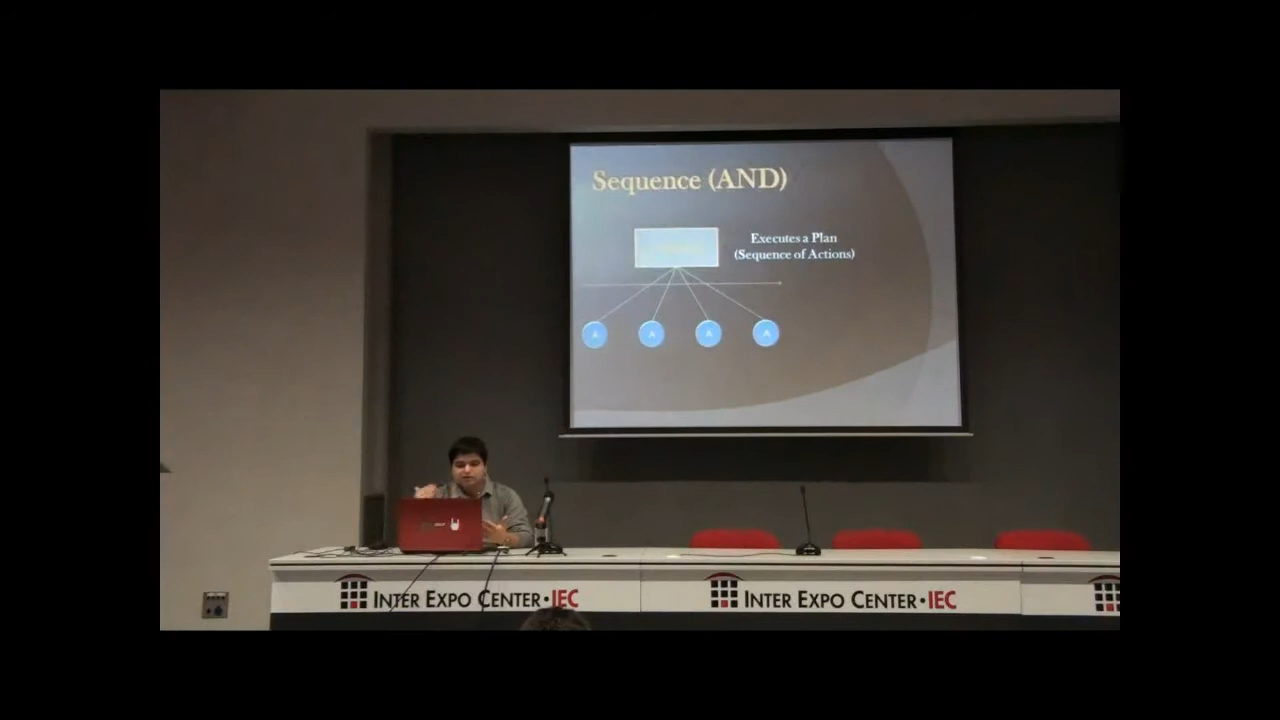 Sequence (AND)
Executes a Plan
(Sequence of Actions)
A
A
A
A
INTER EXPO CENTER·IEC
INTER EXPO CENTER·IEC